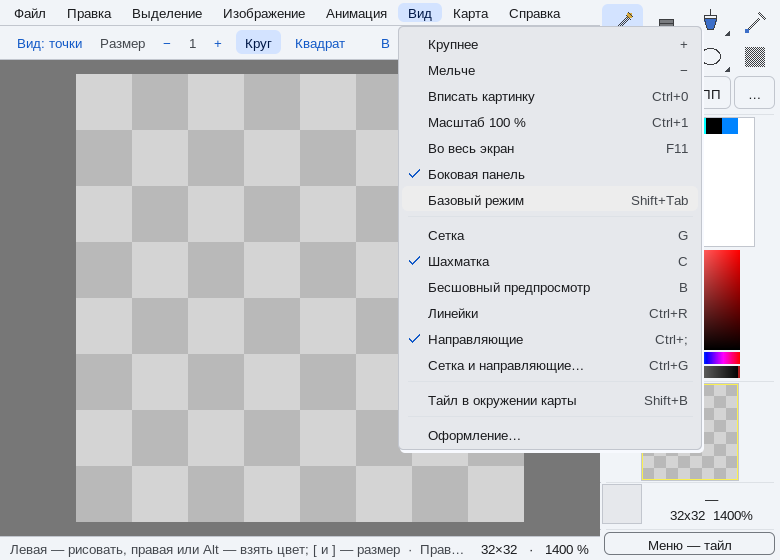 Файл Правка Выделение Изображение Анимация Вид Карта Справка
Вид: точки Размер − 1 + Круг Квадрат В
Крупнее +
Мельче −
Вписать картинку Ctrl+0
Масштаб 100 % Ctrl+1
Во весь экран F11
Боковая панель
Базовый режим Shift+Tab
Сетка G
Шахматка C
Бесшовный предпросмотр B
Линейки Ctrl+R
Направляющие Ctrl+;
Сетка и направляющие… Ctrl+G
Тайл в окружении карты Shift+B
Оформление…
ПП …
—
32x32 1400%
Меню — тайл
Левая — рисовать, правая или Alt — взять цвет; [ и ] — размер · Прав… 32×32 · 1400 %